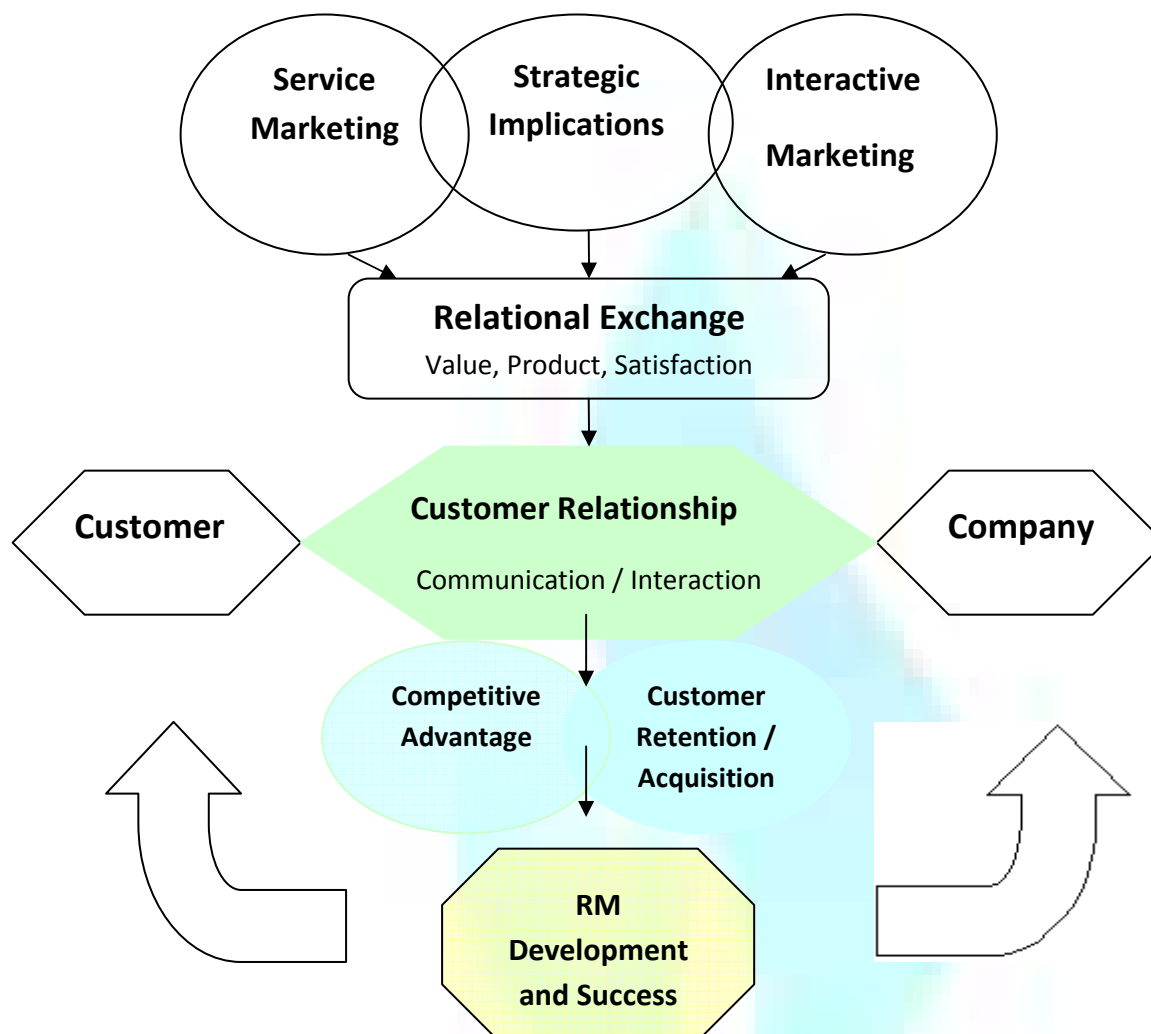 Service
Marketing
Strategic
Implications
Interactive
Marketing
Relational Exchange
Value, Product, Satisfaction
Customer
Customer Relationship
Communication / Interaction
Company
Competitive
Advantage
Customer
Retention /
Acquisition
RM
Development
and Success